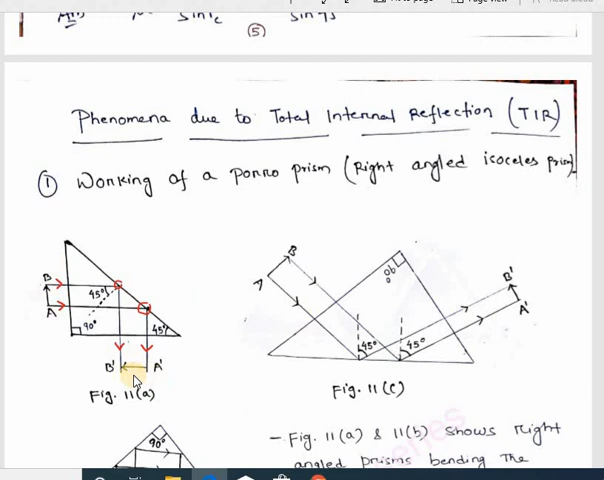 (5)
Phenomena due to Total Internal Reflection (TIR)
① Working of a porro prism (Right angled isoceles prism)
B
A
45°
90°
45°
B' A'
Fig. 11(a)
B
A
90°
45° 45°
B'
A'
Fig. 11(c)
90°
- Fig. 11(a) & 11(b) shows right
angled prisms bending the